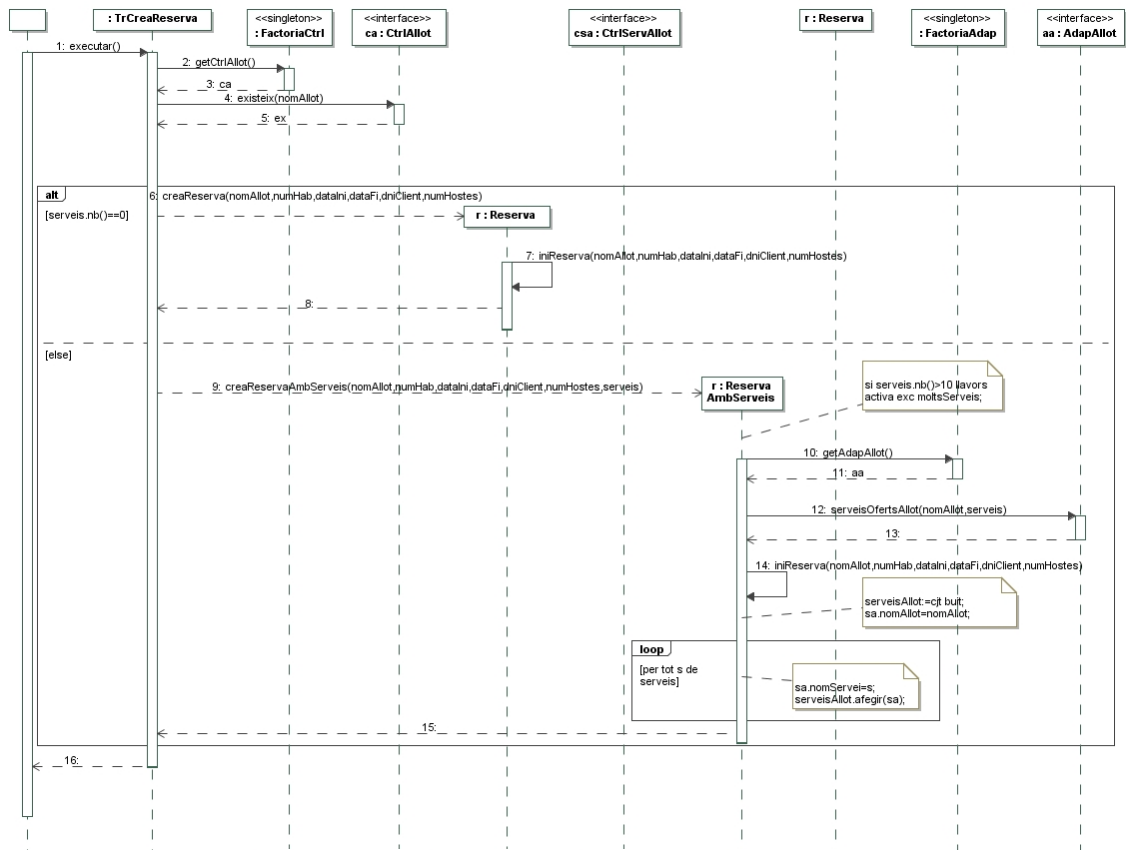 : TrCreaReserva
<<singleton>>
: FactoriaCtrl
<<interface>>
ca : CtrlAllot
<<interface>>
csa : CtrlServAllot
r : Reserva
<<singleton>>
: FactoriaAdap
<<interface>>
aa : AdapAllot
1: executar()
2: getCtrlAllot()
3: ca
4: existeix(nomAllot)
5: ex
alt
6: creaReserva(nomAllot,numHab,dataIni,dataFi,dniClient,numHostes)
[serveis.nb()==0]
r : Reserva
7: iniReserva(nomAllot,numHab,dataIni,dataFi,dniClient,numHostes)
8:
[else]
9: creaReservaAmbServeis(nomAllot,numHab,dataIni,dataFi,dniClient,numHostes,serveis)
r : Reserva
AmbServeis
si serveis.nb()>10 llavors
activa exc moltsServeis;
10: getAdapAllot()
11: aa
12: serveisOfertsAllot(nomAllot,serveis)
13:
14: iniReserva(nomAllot,numHab,dataIni,dataFi,dniClient,numHostes)
serveisAllot:=cjt buit;
sa.nomAllot=nomAllot;
loop
[per tot s de
serveis]
sa.nomServei=s;
serveisAllot.afegir(sa);
15:
16: